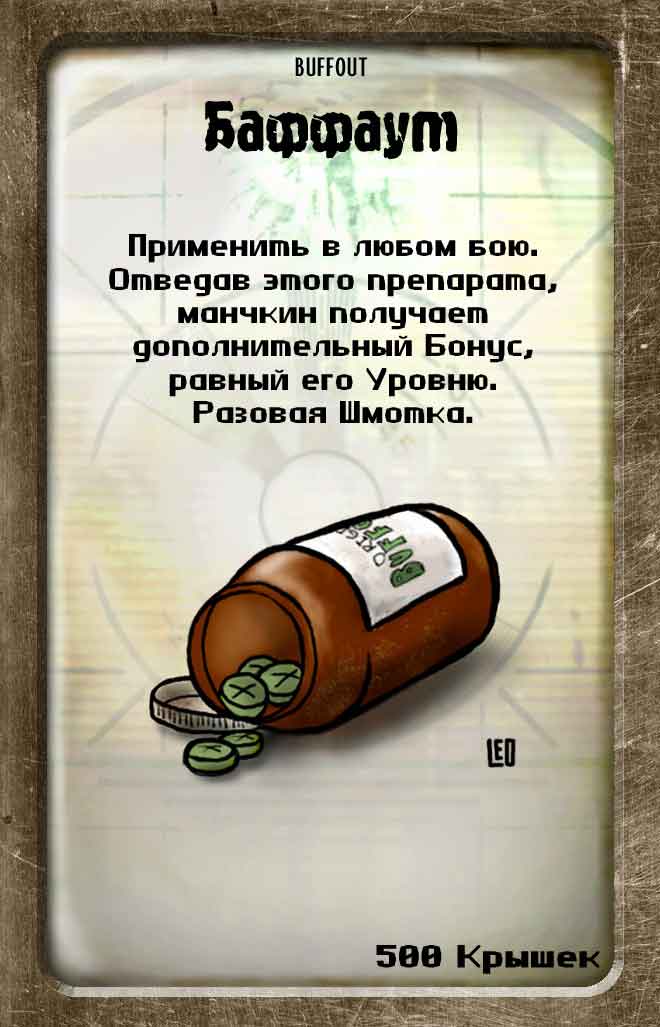 BUFFOUT
Баффаут
Применить в любом бою.
Отведав этого препарата,
манчкин получает
дополнительный Бонус,
равный его Уровню.
Разовая Шмотка.
BUFFO
LEO
500 Крышек